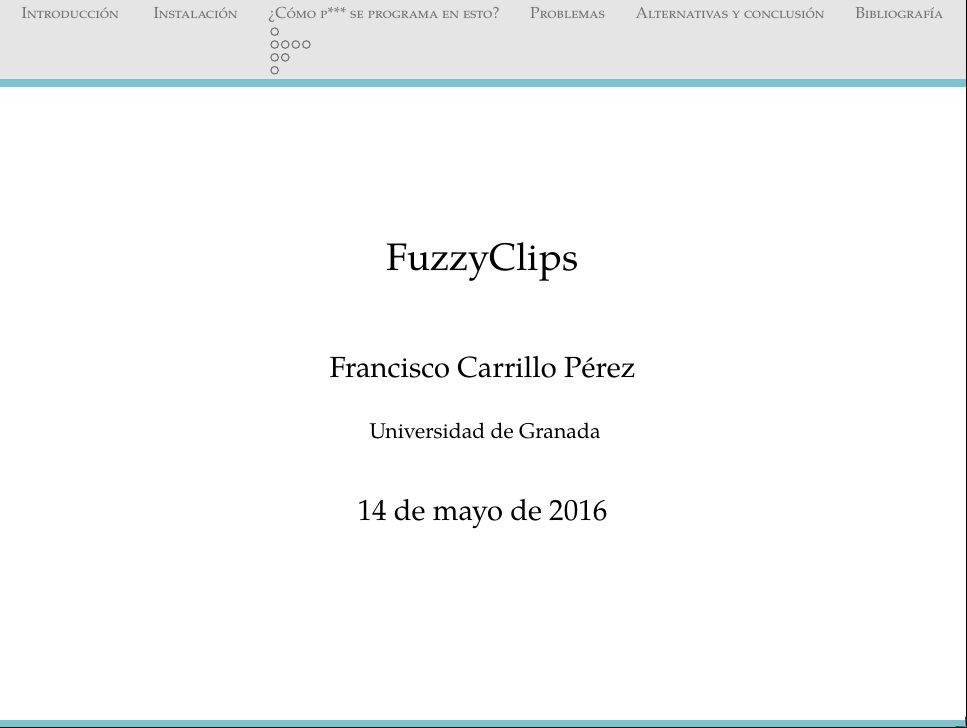 Introducción Instalación ¿Cómo p*** se programa en esto? Problemas Alternativas y conclusión Bibliografía
FuzzyClips
Francisco Carrillo Pérez
Universidad de Granada
14 de mayo de 2016